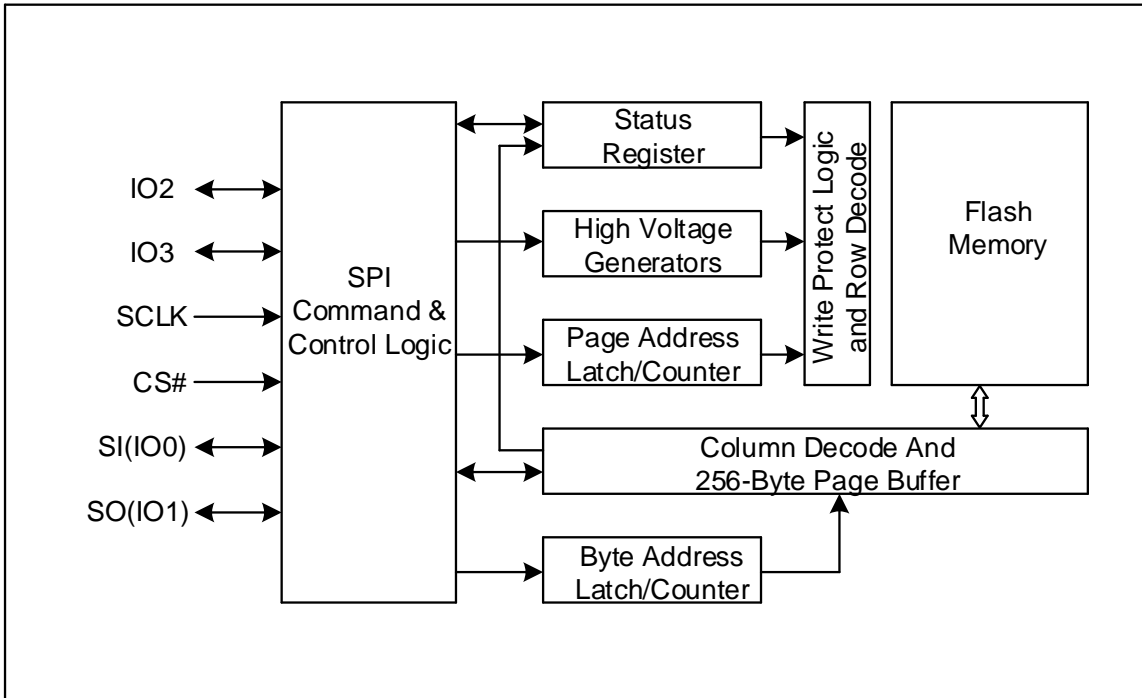 IO2
IO3
SCLK
CS#
SI(IO0)
SO(IO1)
SPI
Command &
Control Logic
Status
Register
High Voltage
Generators
Page Address
Latch/Counter
Write Protect Logic
and Row Decode
Flash
Memory
Column Decode And
256-Byte Page Buffer
Byte Address
Latch/Counter